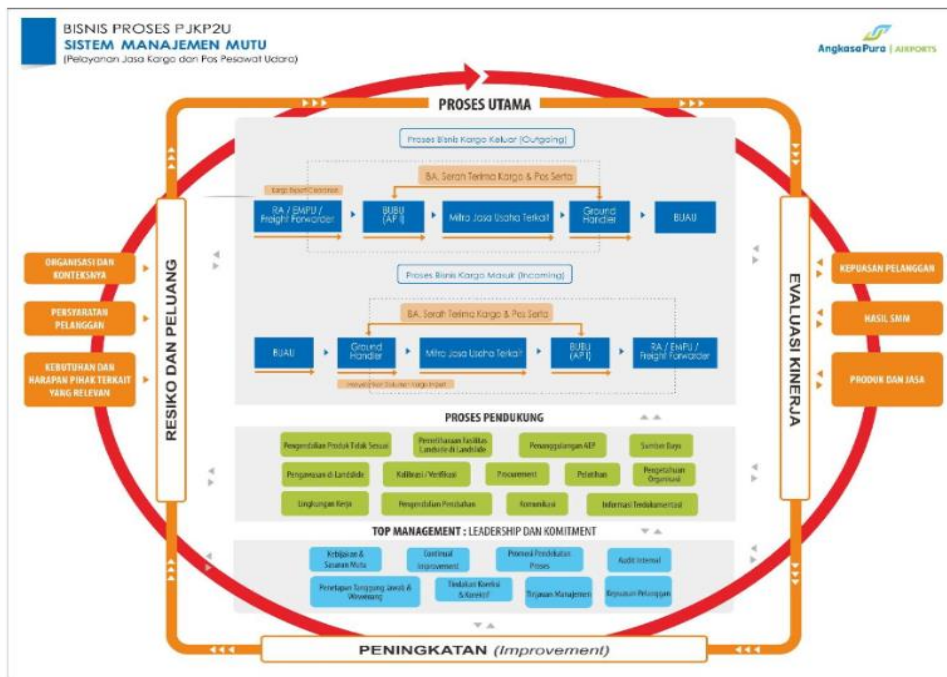 BISNIS PROSES PJKP2U
SISTEM MANAJEMEN MUTU
(Pelayanan Jasa Kargo dan Pos Pesawat Udara)
AngkasaPura | AIRPORTS
PROSES UTAMA
Proses Bisnis Kargo Keluar (Outgoing)
BA. Serah Terima Kargo & Pos Serta
RA / EMPU /
Freight Forwarder
BUBU
(AP I)
Mitra Jasa Usaha Terkait
Ground
Handler
BUAU
Proses Bisnis Kargo Masuk (Incoming)
BA. Serah Terima Kargo & Pos Serta
BUAU
Ground
Handler
Mitra Jasa Usaha Terkait
BUBU
(AP I)
RA / EMPU /
Freight Forwarder
Dokumen Kargo Import
RESIKO DAN PELUANG
ORGANISASI DAN
KONTEKSNYA
PERSYARATAN
PELANGGAN
KEBUTUHAN DAN
HARAPAN PIHAK TERKAIT
YANG RELEVAN
EVALUASI KINERJA
KEPUASAN PELANGGAN
HASIL SMM
PRODUK DAN JASA
PROSES PENDUKUNG
Pengendalian Produk Tidak Sesuai
Pemeliharaan Fasilitas
Landside di Landside
Penanggulangan AEP
Sumber Daya
Pengawasan di Landside
Kalibrasi / Verifikasi
Procurement
Pelatihan
Pengetahuan
Organisasi
Lingkungan Kerja
Pengendalian Perubahan
Komunikasi
Informasi Terdokumentasi
TOP MANAGEMENT : LEADERSHIP DAN KOMITMENT
Kebijakan &
Sasaran Mutu
Continual
Improvement
Promosi Pendekatan
Proses
Audit Internal
Penetapan Tanggung Jawab &
Wewenang
Tindakan Koreksi
& Korektif
Tinjauan Manajemen
Kepuasan Pelanggan
PENINGKATAN (Improvement)